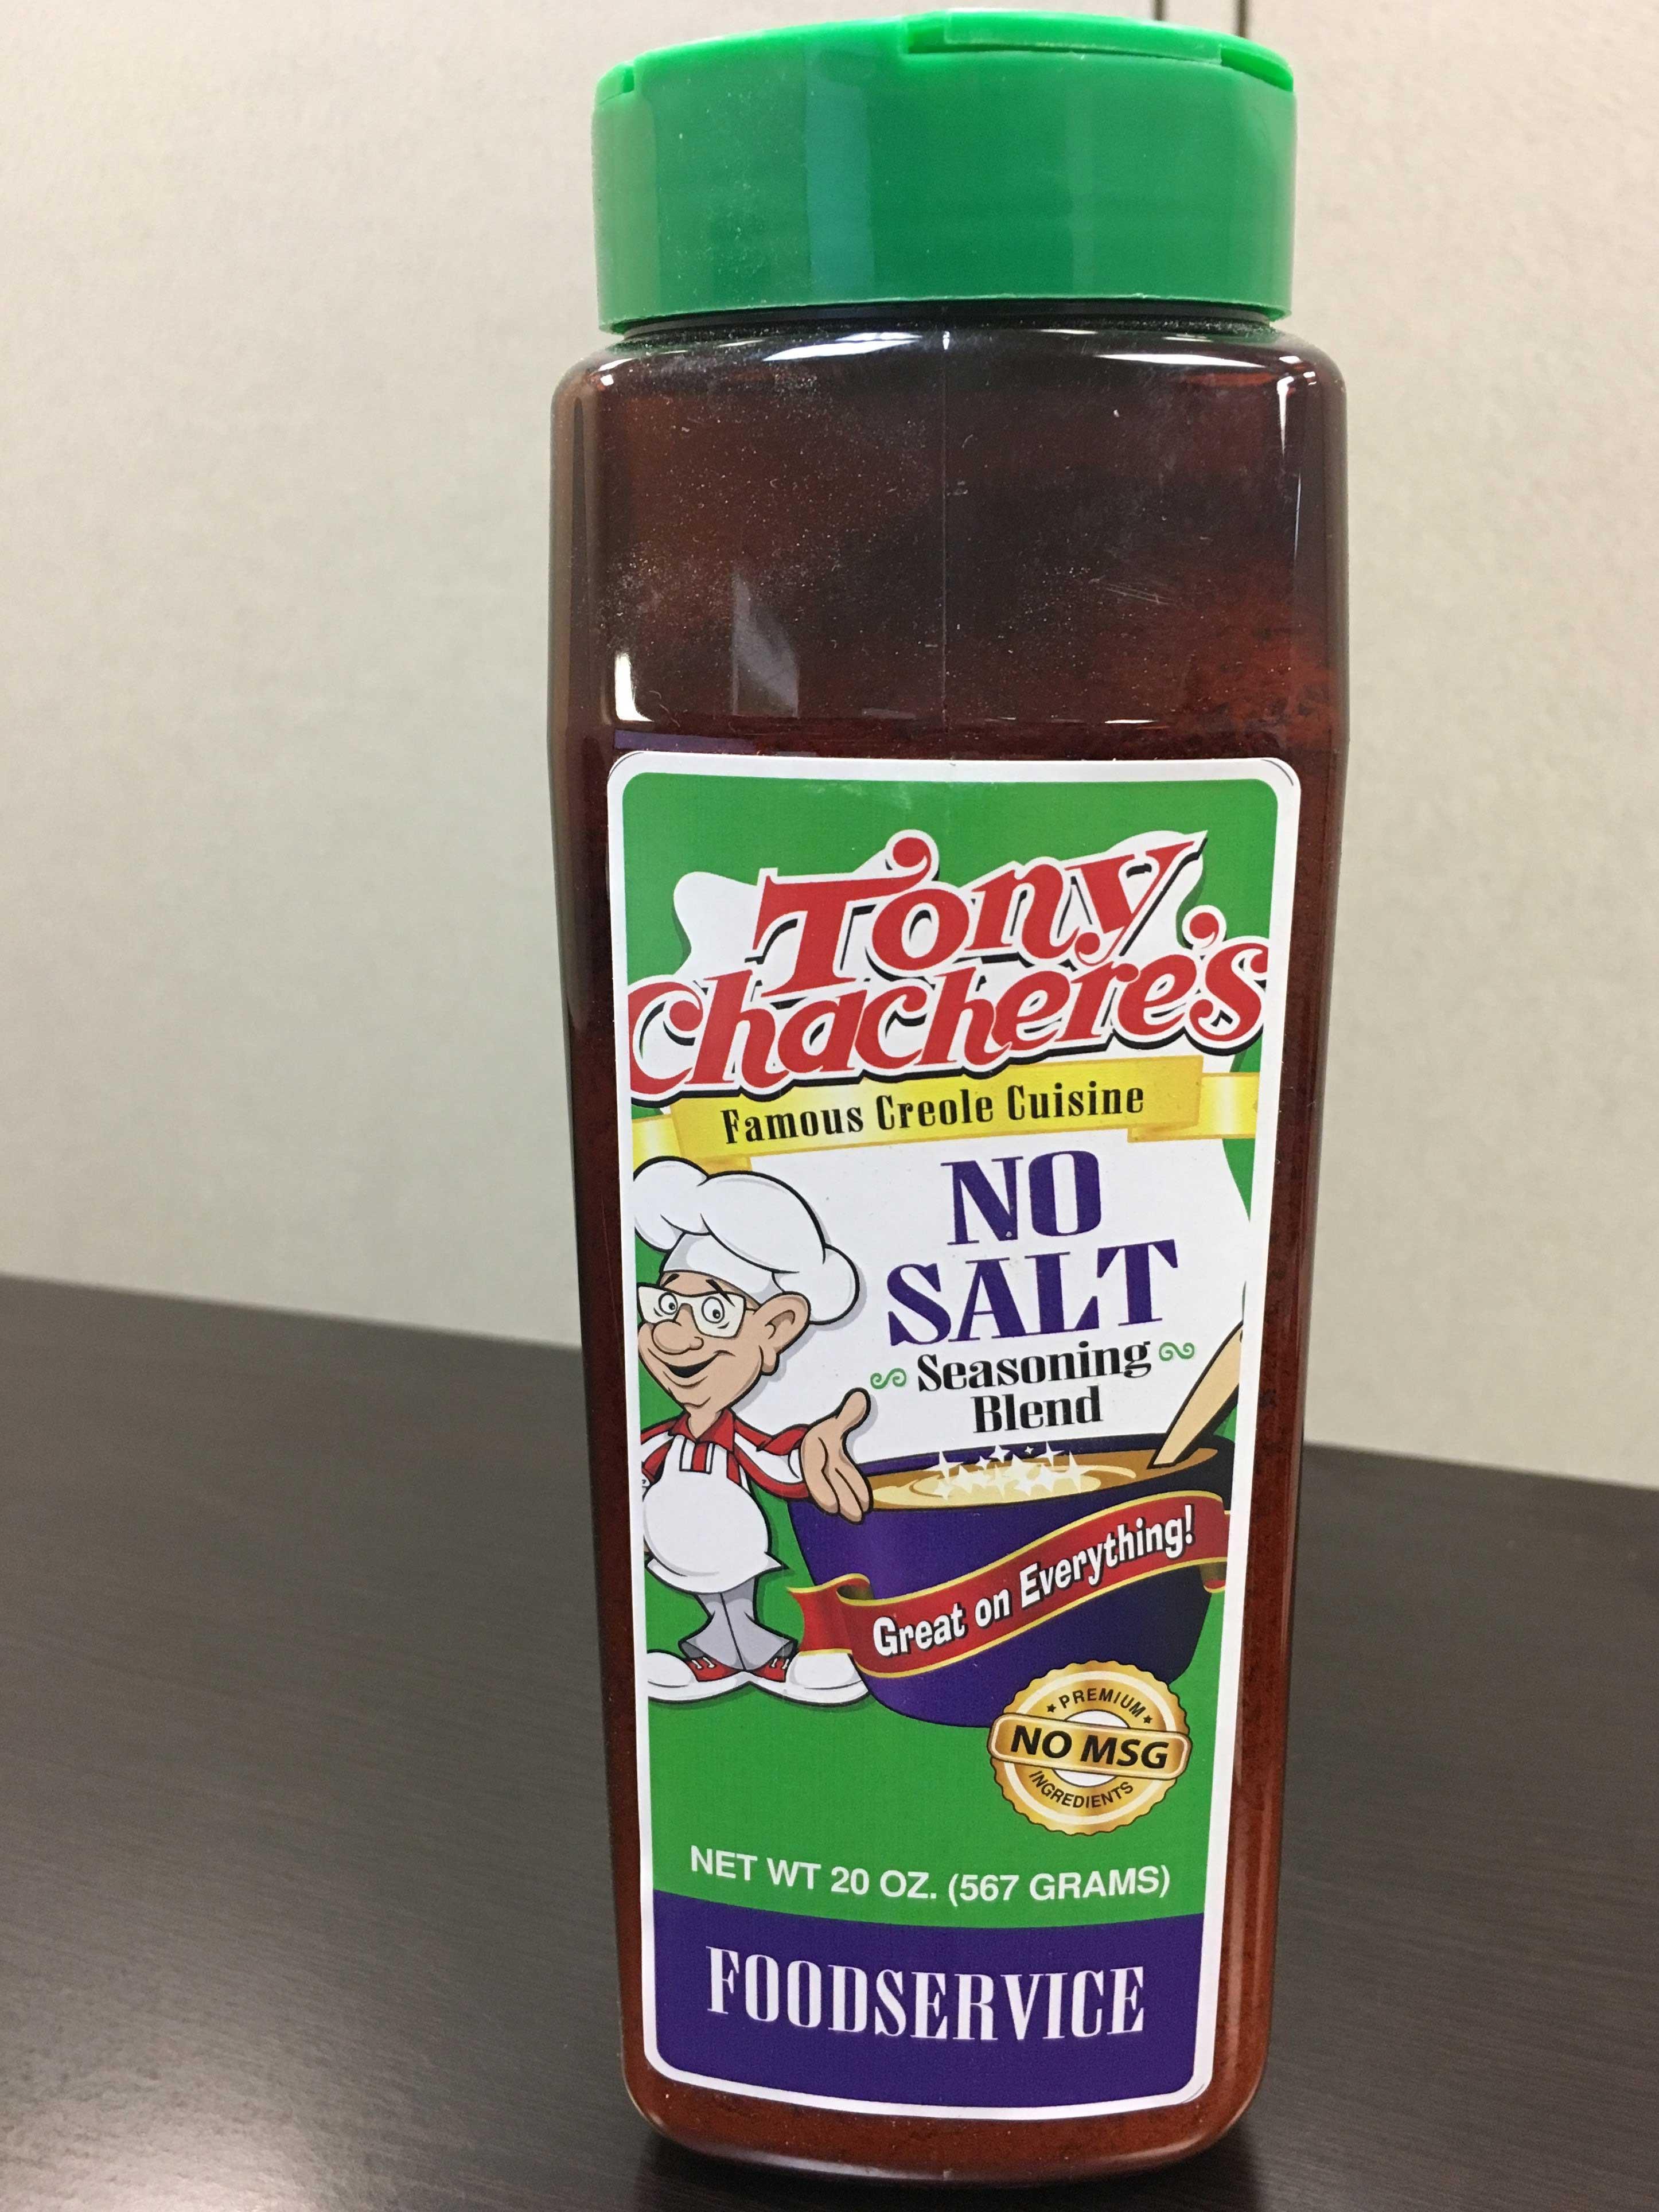 Tony
Chachere's
Famous Creole Cuisine
NO
SALT
Seasoning
Blend
Great on Everything!
PREMIUM
NO MSG
INGREDIENTS
NET WT 20 OZ. (567 GRAMS)
FOODSERVICE